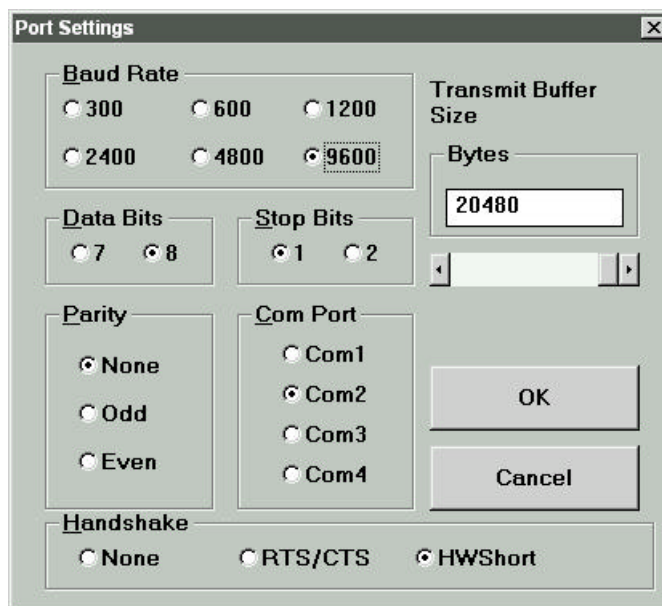 Port Settings
Baud Rate
300 600 1200
2400 4800 9600
Transmit Buffer
Size
Bytes
20480
Data Bits
7 8
Stop Bits
1 2
Parity
None
Odd
Even
Com Port
Com1
Com2
Com3
Com4
OK
Cancel
Handshake
None RTS/CTS HWShort